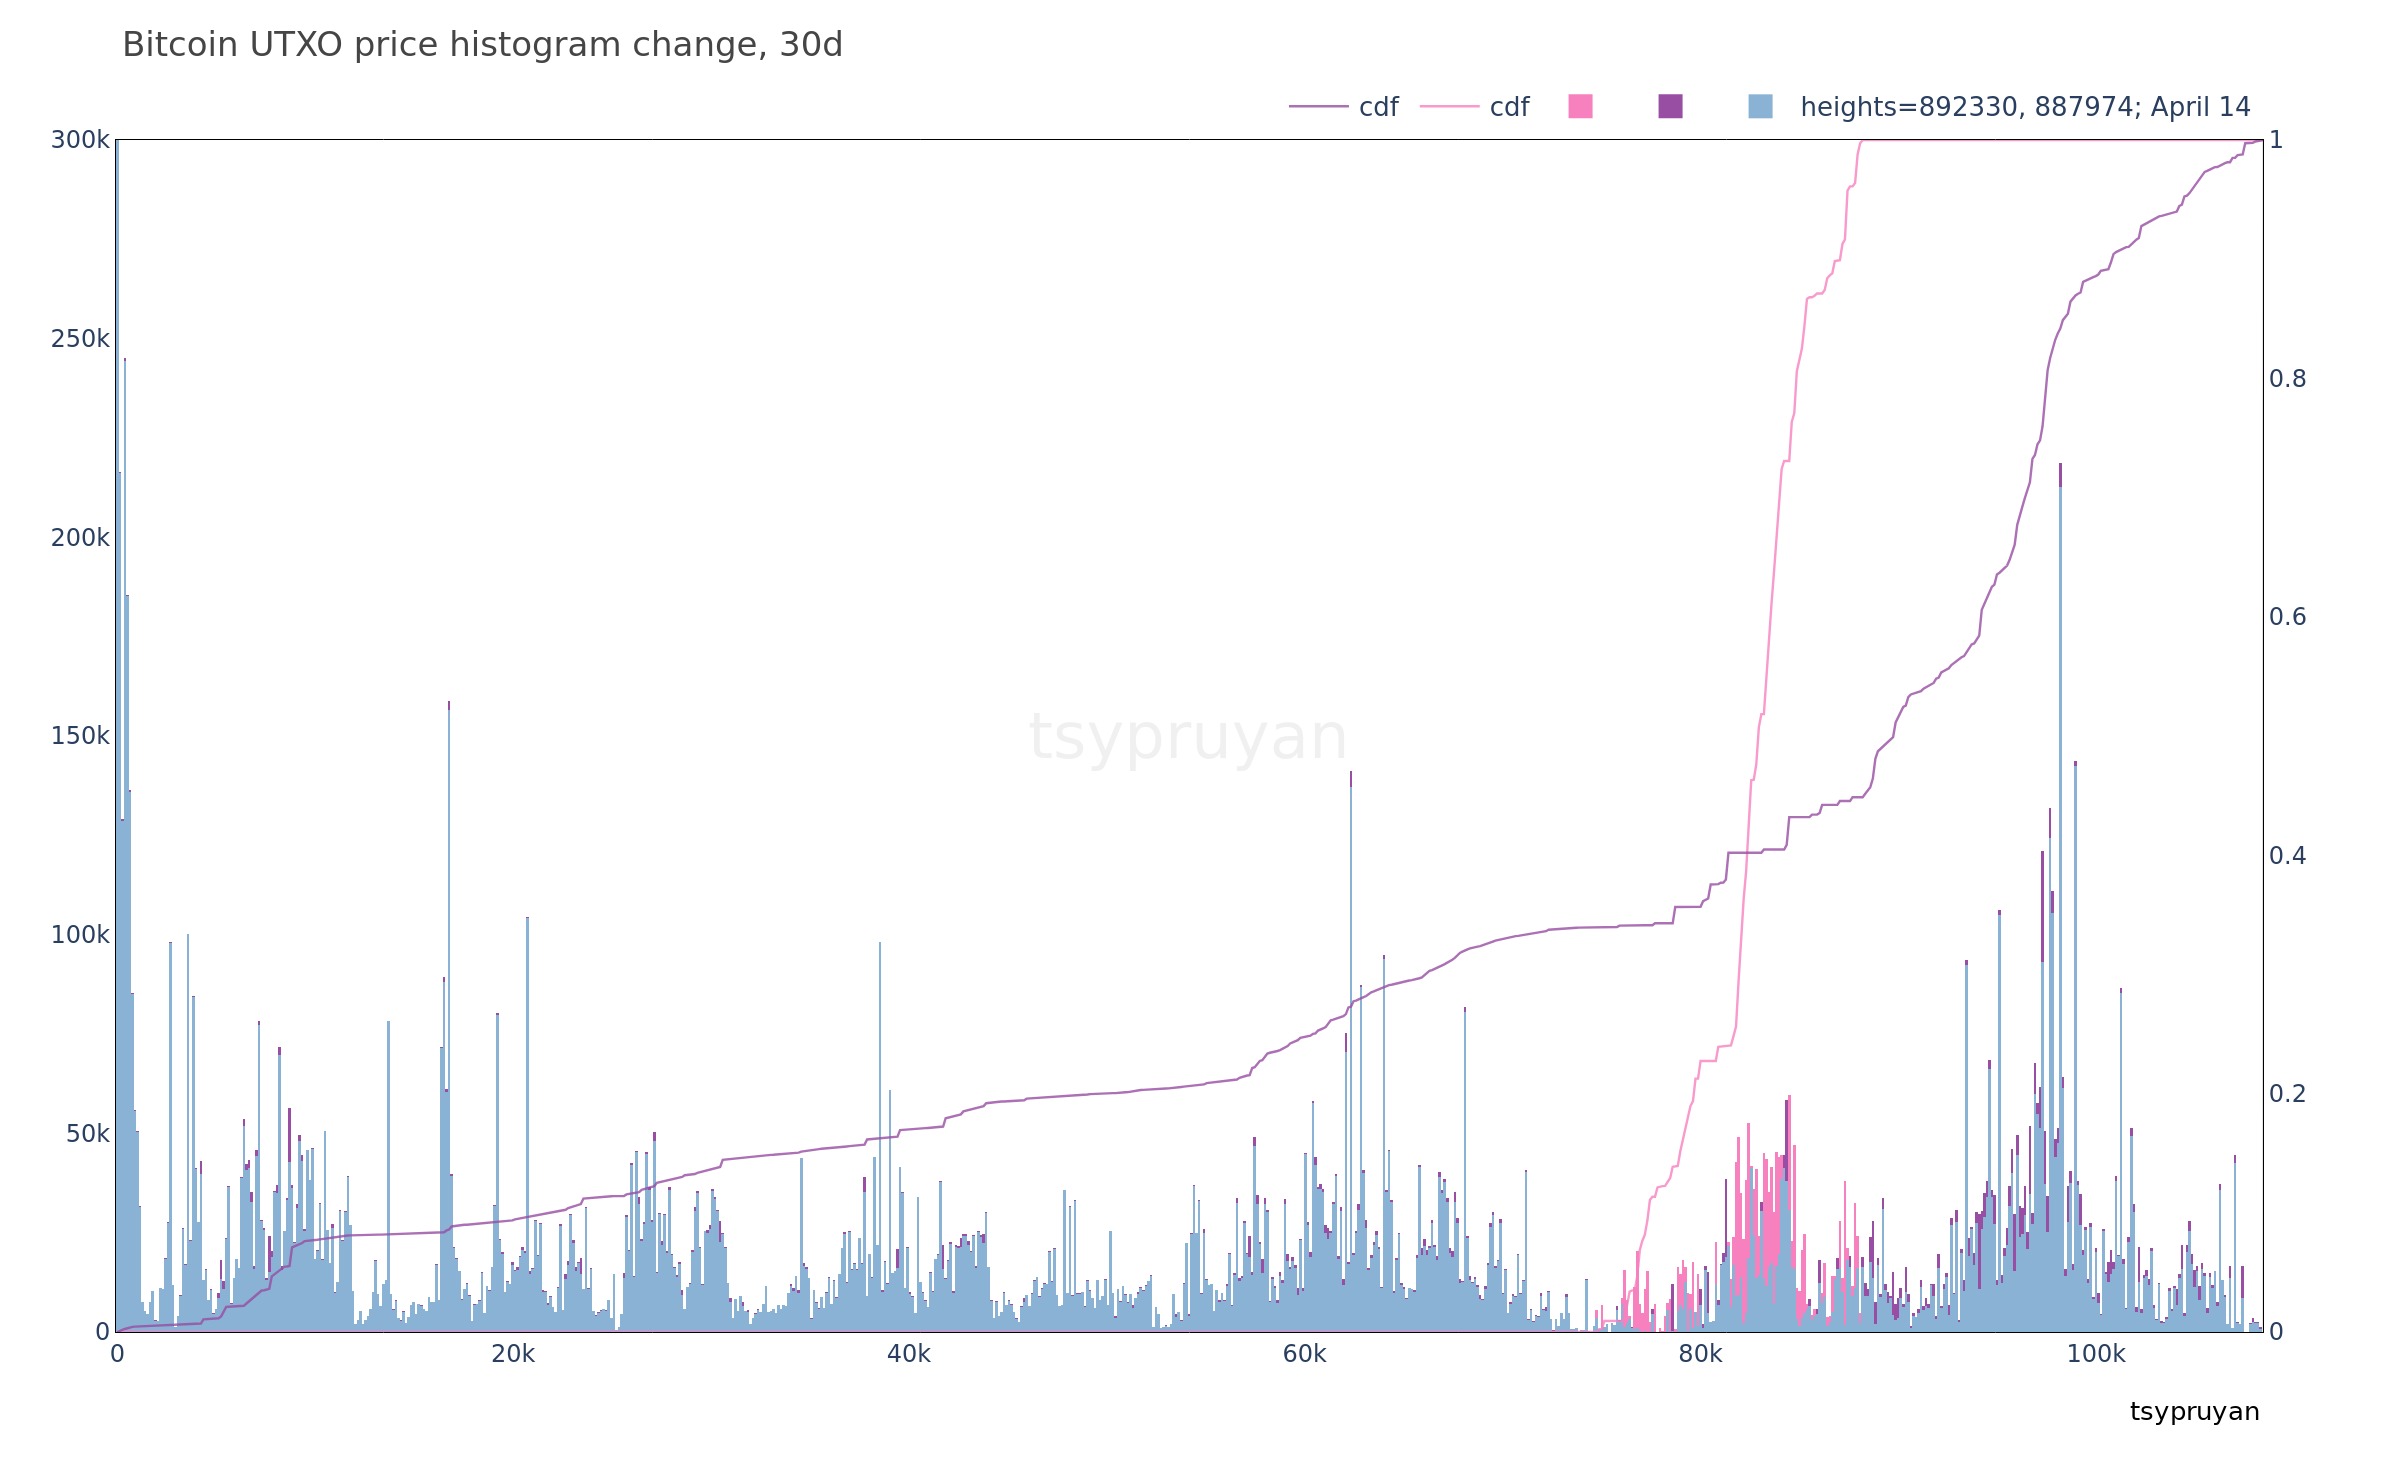 Bitcoin UTXO price histogram change, 30d
cdf cdf heights=892330, 887974; April 14
300k 1
250k
0.8
200k
0.6
150k
tsypruyan
100k
0.4
50k
0.2
0 0
0 20k 40k 60k 80k 100k
tsypruyan